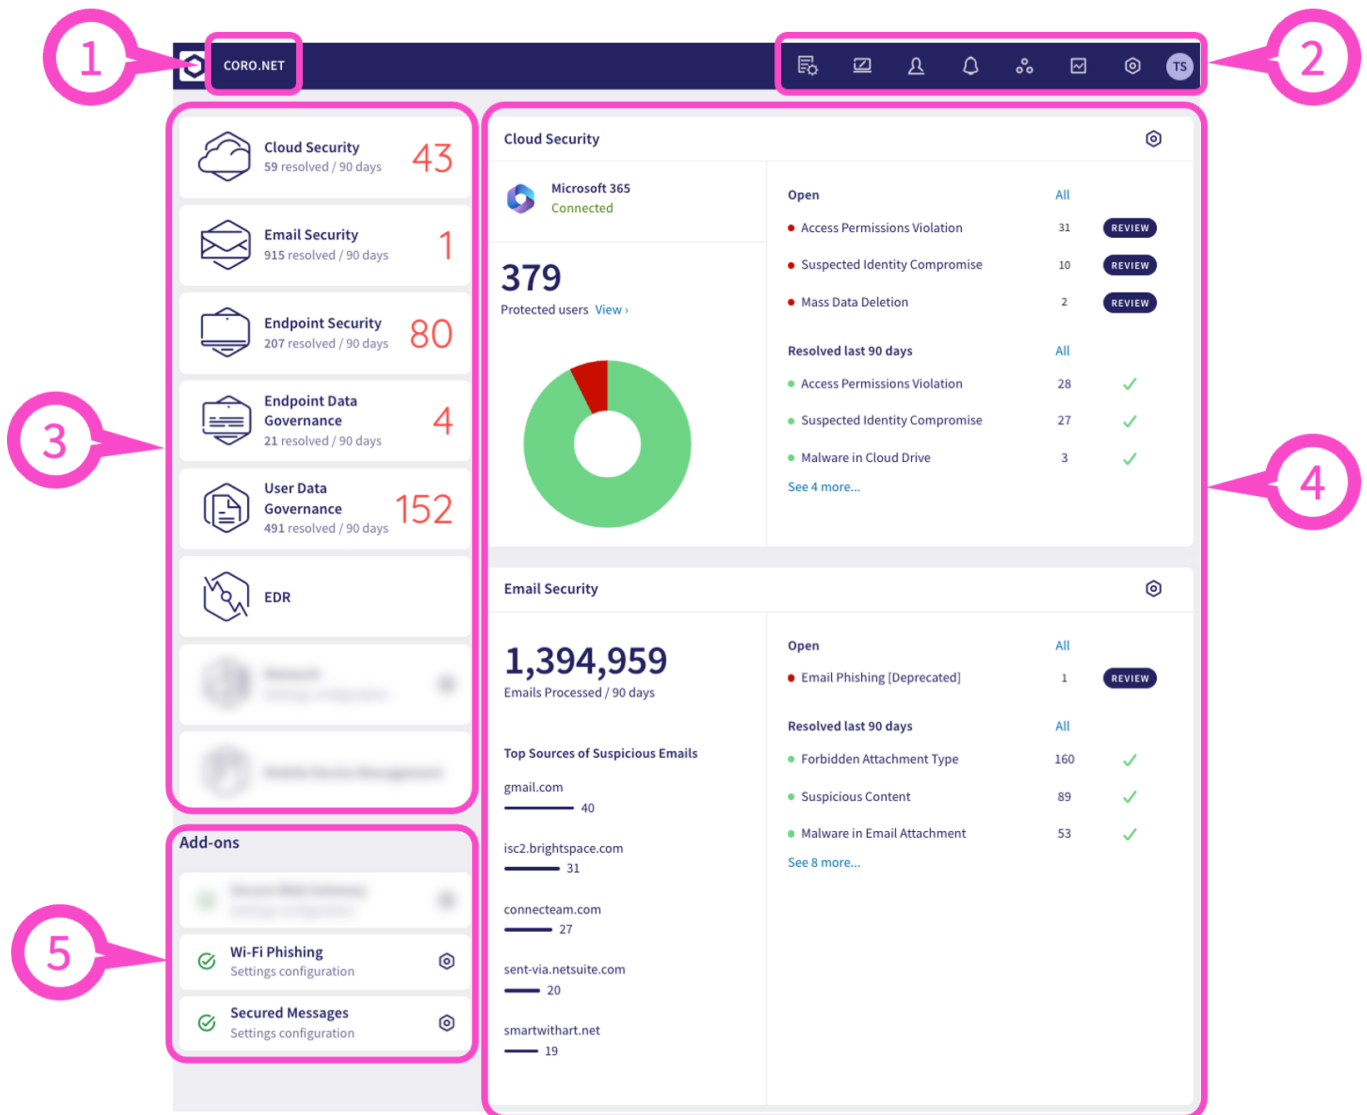 1
CORO.NET
TS
2
Cloud Security
59 resolved / 90 days
43
Email Security
915 resolved / 90 days
1
Endpoint Security
207 resolved / 90 days
80
Endpoint Data
Governance
21 resolved / 90 days
4
User Data
Governance
491 resolved / 90 days
152
EDR
3
Add-ons
Wi-Fi Phishing
Settings configuration
Secured Messages
Settings configuration
5
Cloud Security
Microsoft 365
Connected
379
Protected users View ›
Open All
Access Permissions Violation 31 REVIEW
Suspected Identity Compromise 10 REVIEW
Mass Data Deletion 2 REVIEW
Resolved last 90 days All
Access Permissions Violation 28
Suspected Identity Compromise 27
Malware in Cloud Drive 3
See 4 more...
4
Email Security
1,394,959
Emails Processed / 90 days
Top Sources of Suspicious Emails
gmail.com
40
isc2.brightspace.com
31
connecteam.com
27
sent-via.netsuite.com
20
smartwithart.net
19
Open All
Email Phishing [Deprecated] 1 REVIEW
Resolved last 90 days All
Forbidden Attachment Type 160
Suspicious Content 89
Malware in Email Attachment 53
See 8 more...